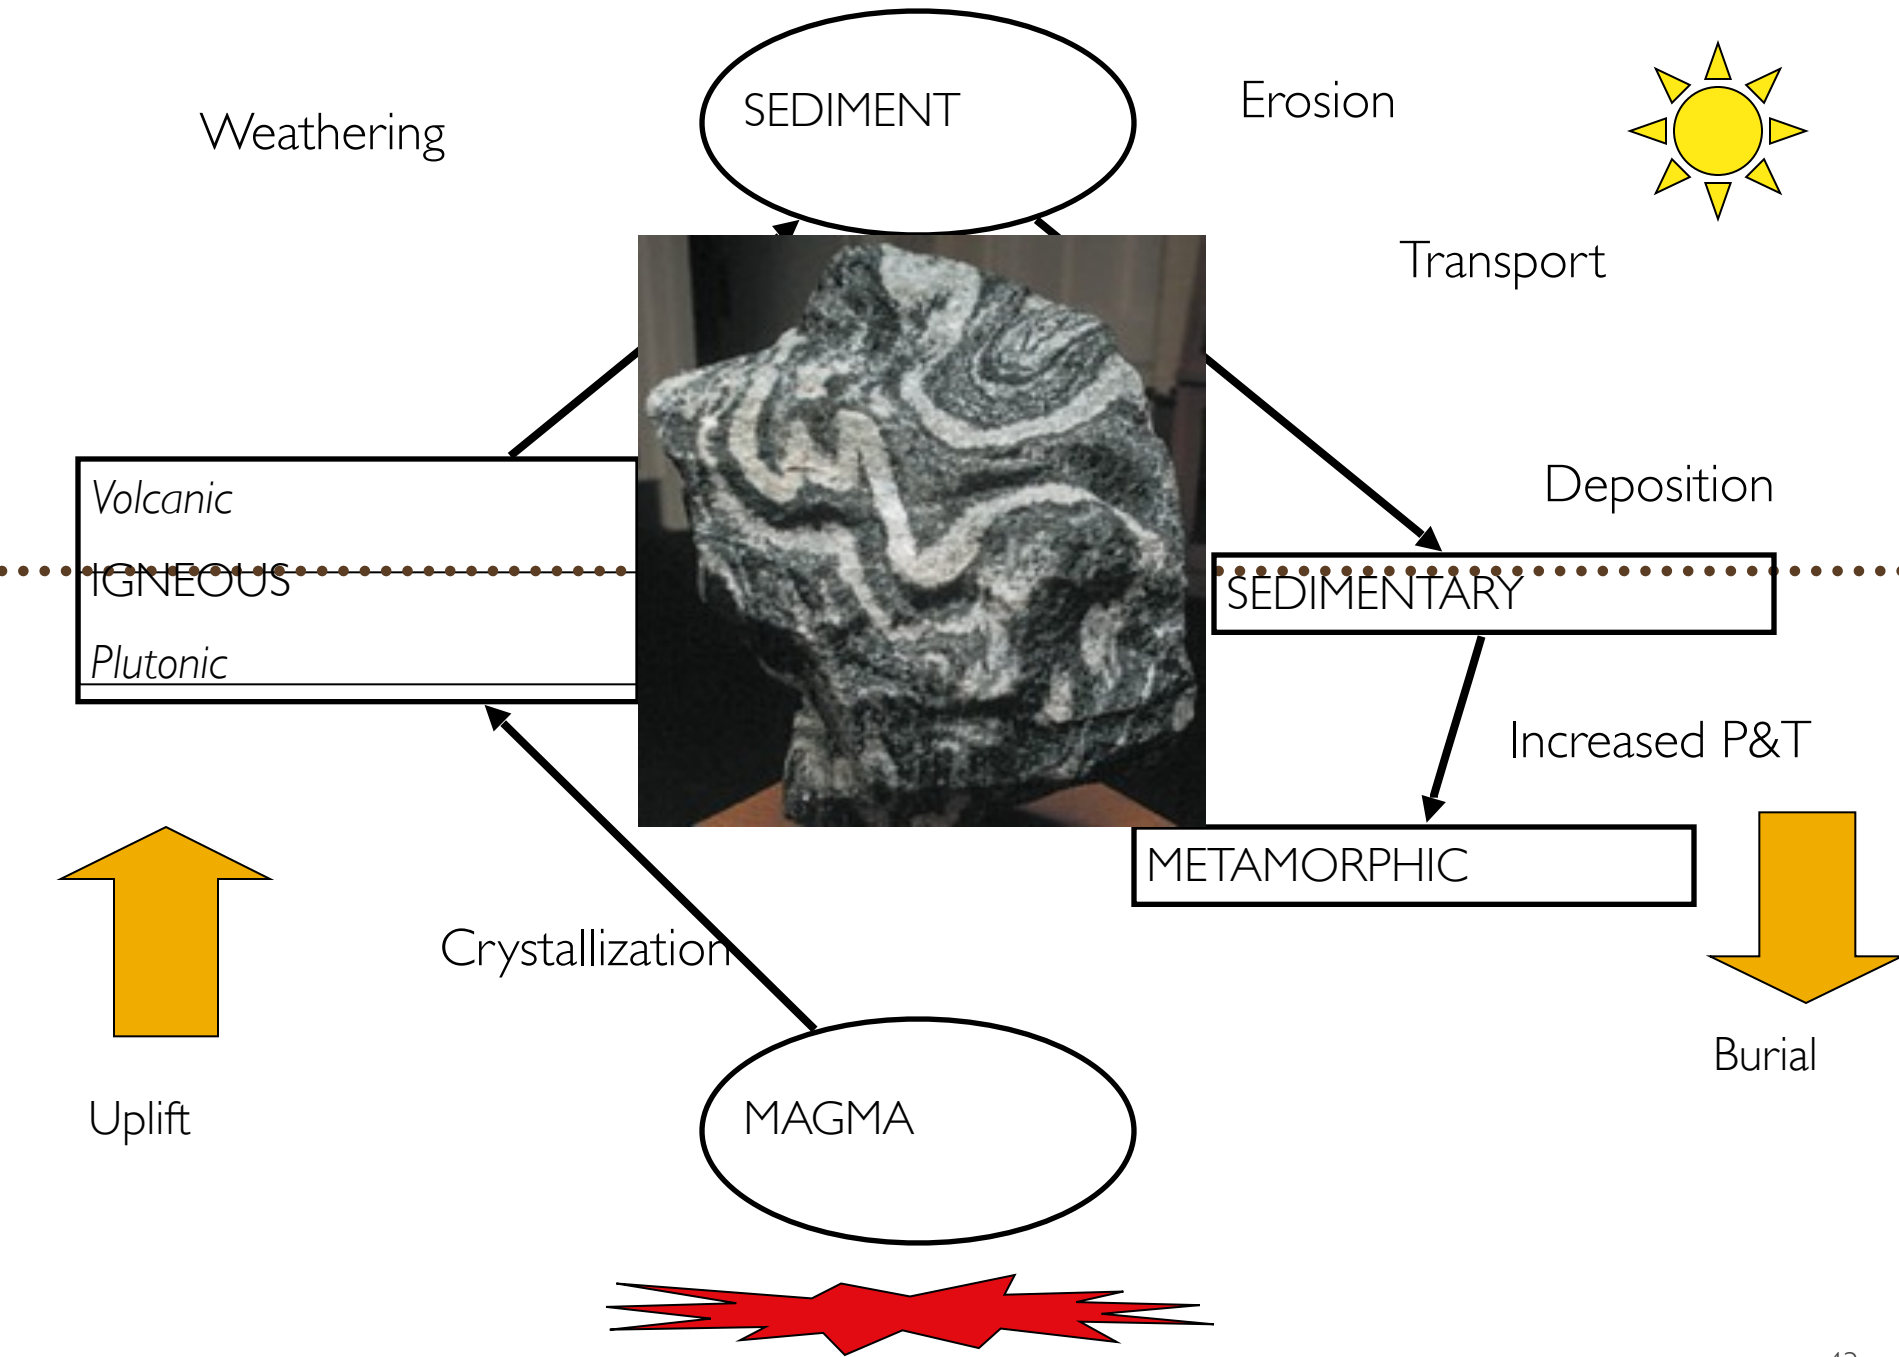 SEDIMENT
Erosion
Weathering
Transport
Volcanic
Deposition
IGNEOUS
SEDIMENTARY
Plutonic
Increased P&T
METAMORPHIC
Crystallization
Burial
Uplift
MAGMA